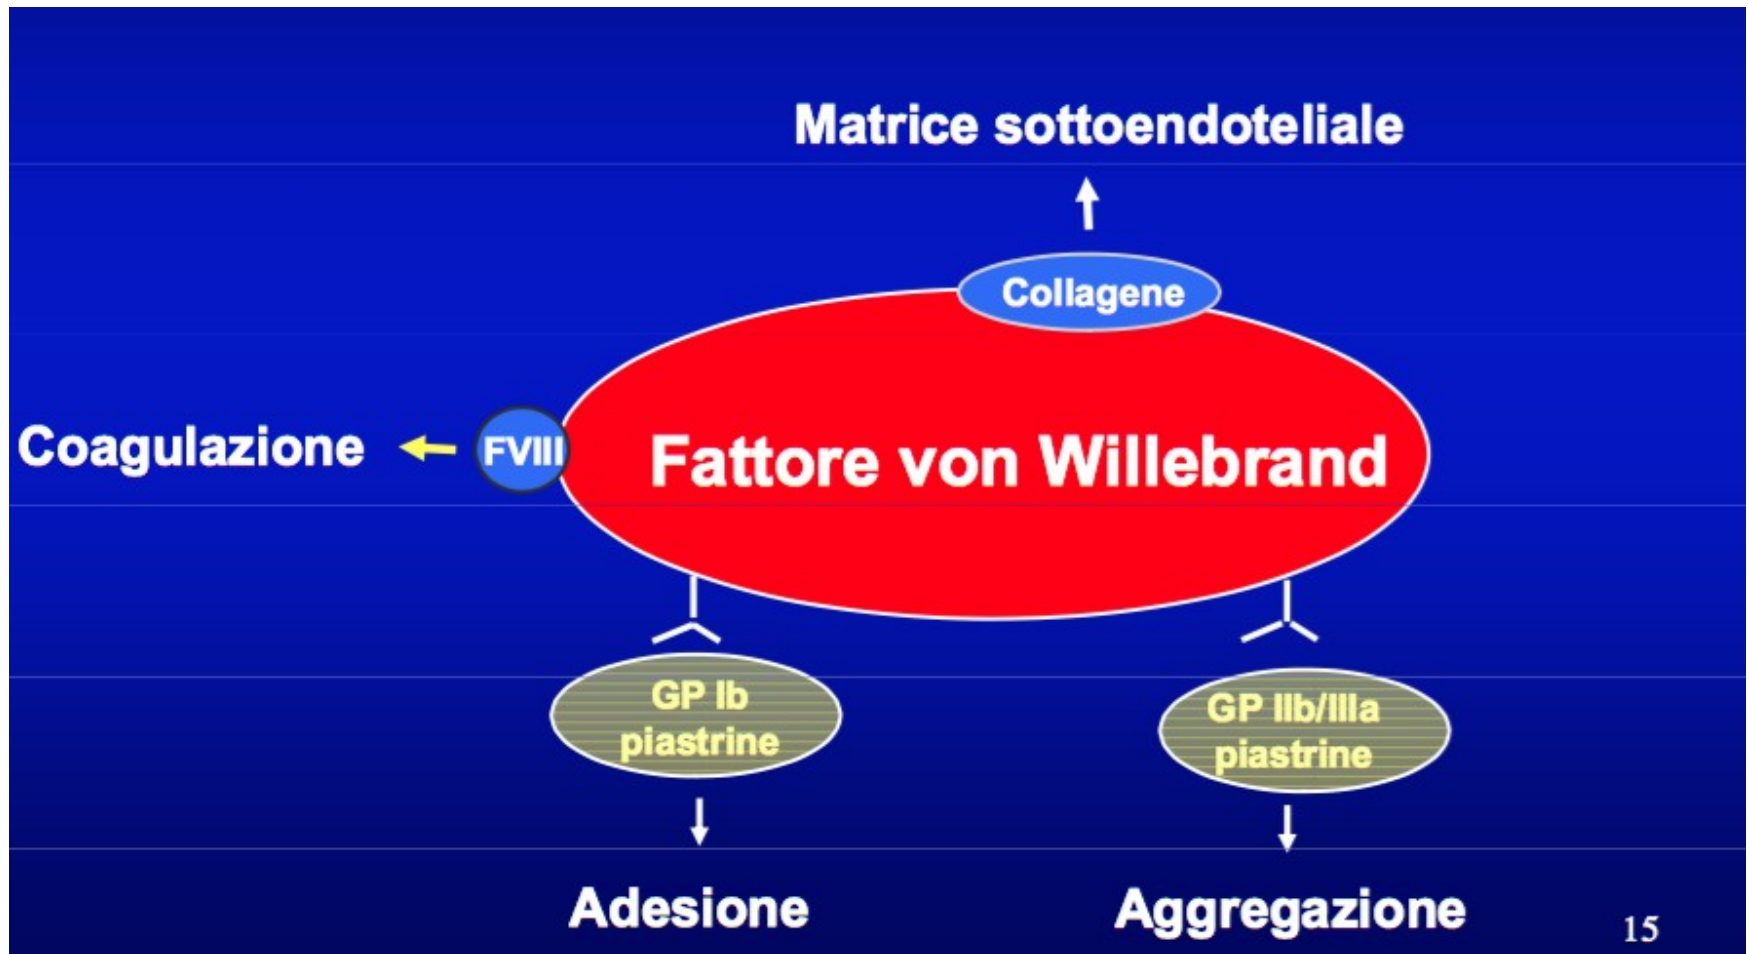 Matrice sottoendoteliale
Collagene
Coagulazione
FVIII
Fattore von Willebrand
GP Ib
piastrine
GP IIb/IIIa
piastrine
Adesione
Aggregazione
15